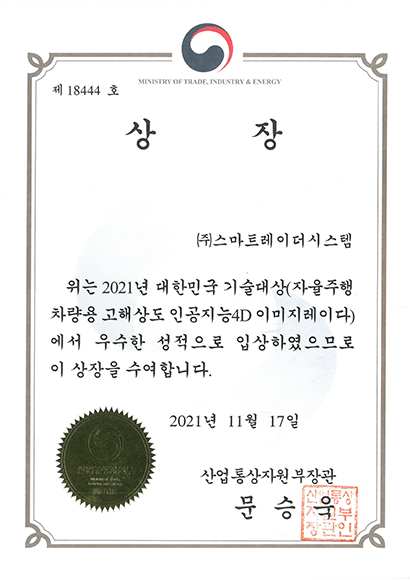 MINISTRY OF TRADE, INDUSTRY & ENERGY
제 18444 호
상 장
㈜스마트레이더시스템
위는 2021년 대한민국 기술대상(자율주행
차량용 고해상도 인공지능4D 이미지레이다)
에서 우수한 성적으로 입상하였으므로
이 상장을 수여합니다.
2021년 11월 17일
산업통상자원부장관
문 승 욱
산업통상
자원부
장관인